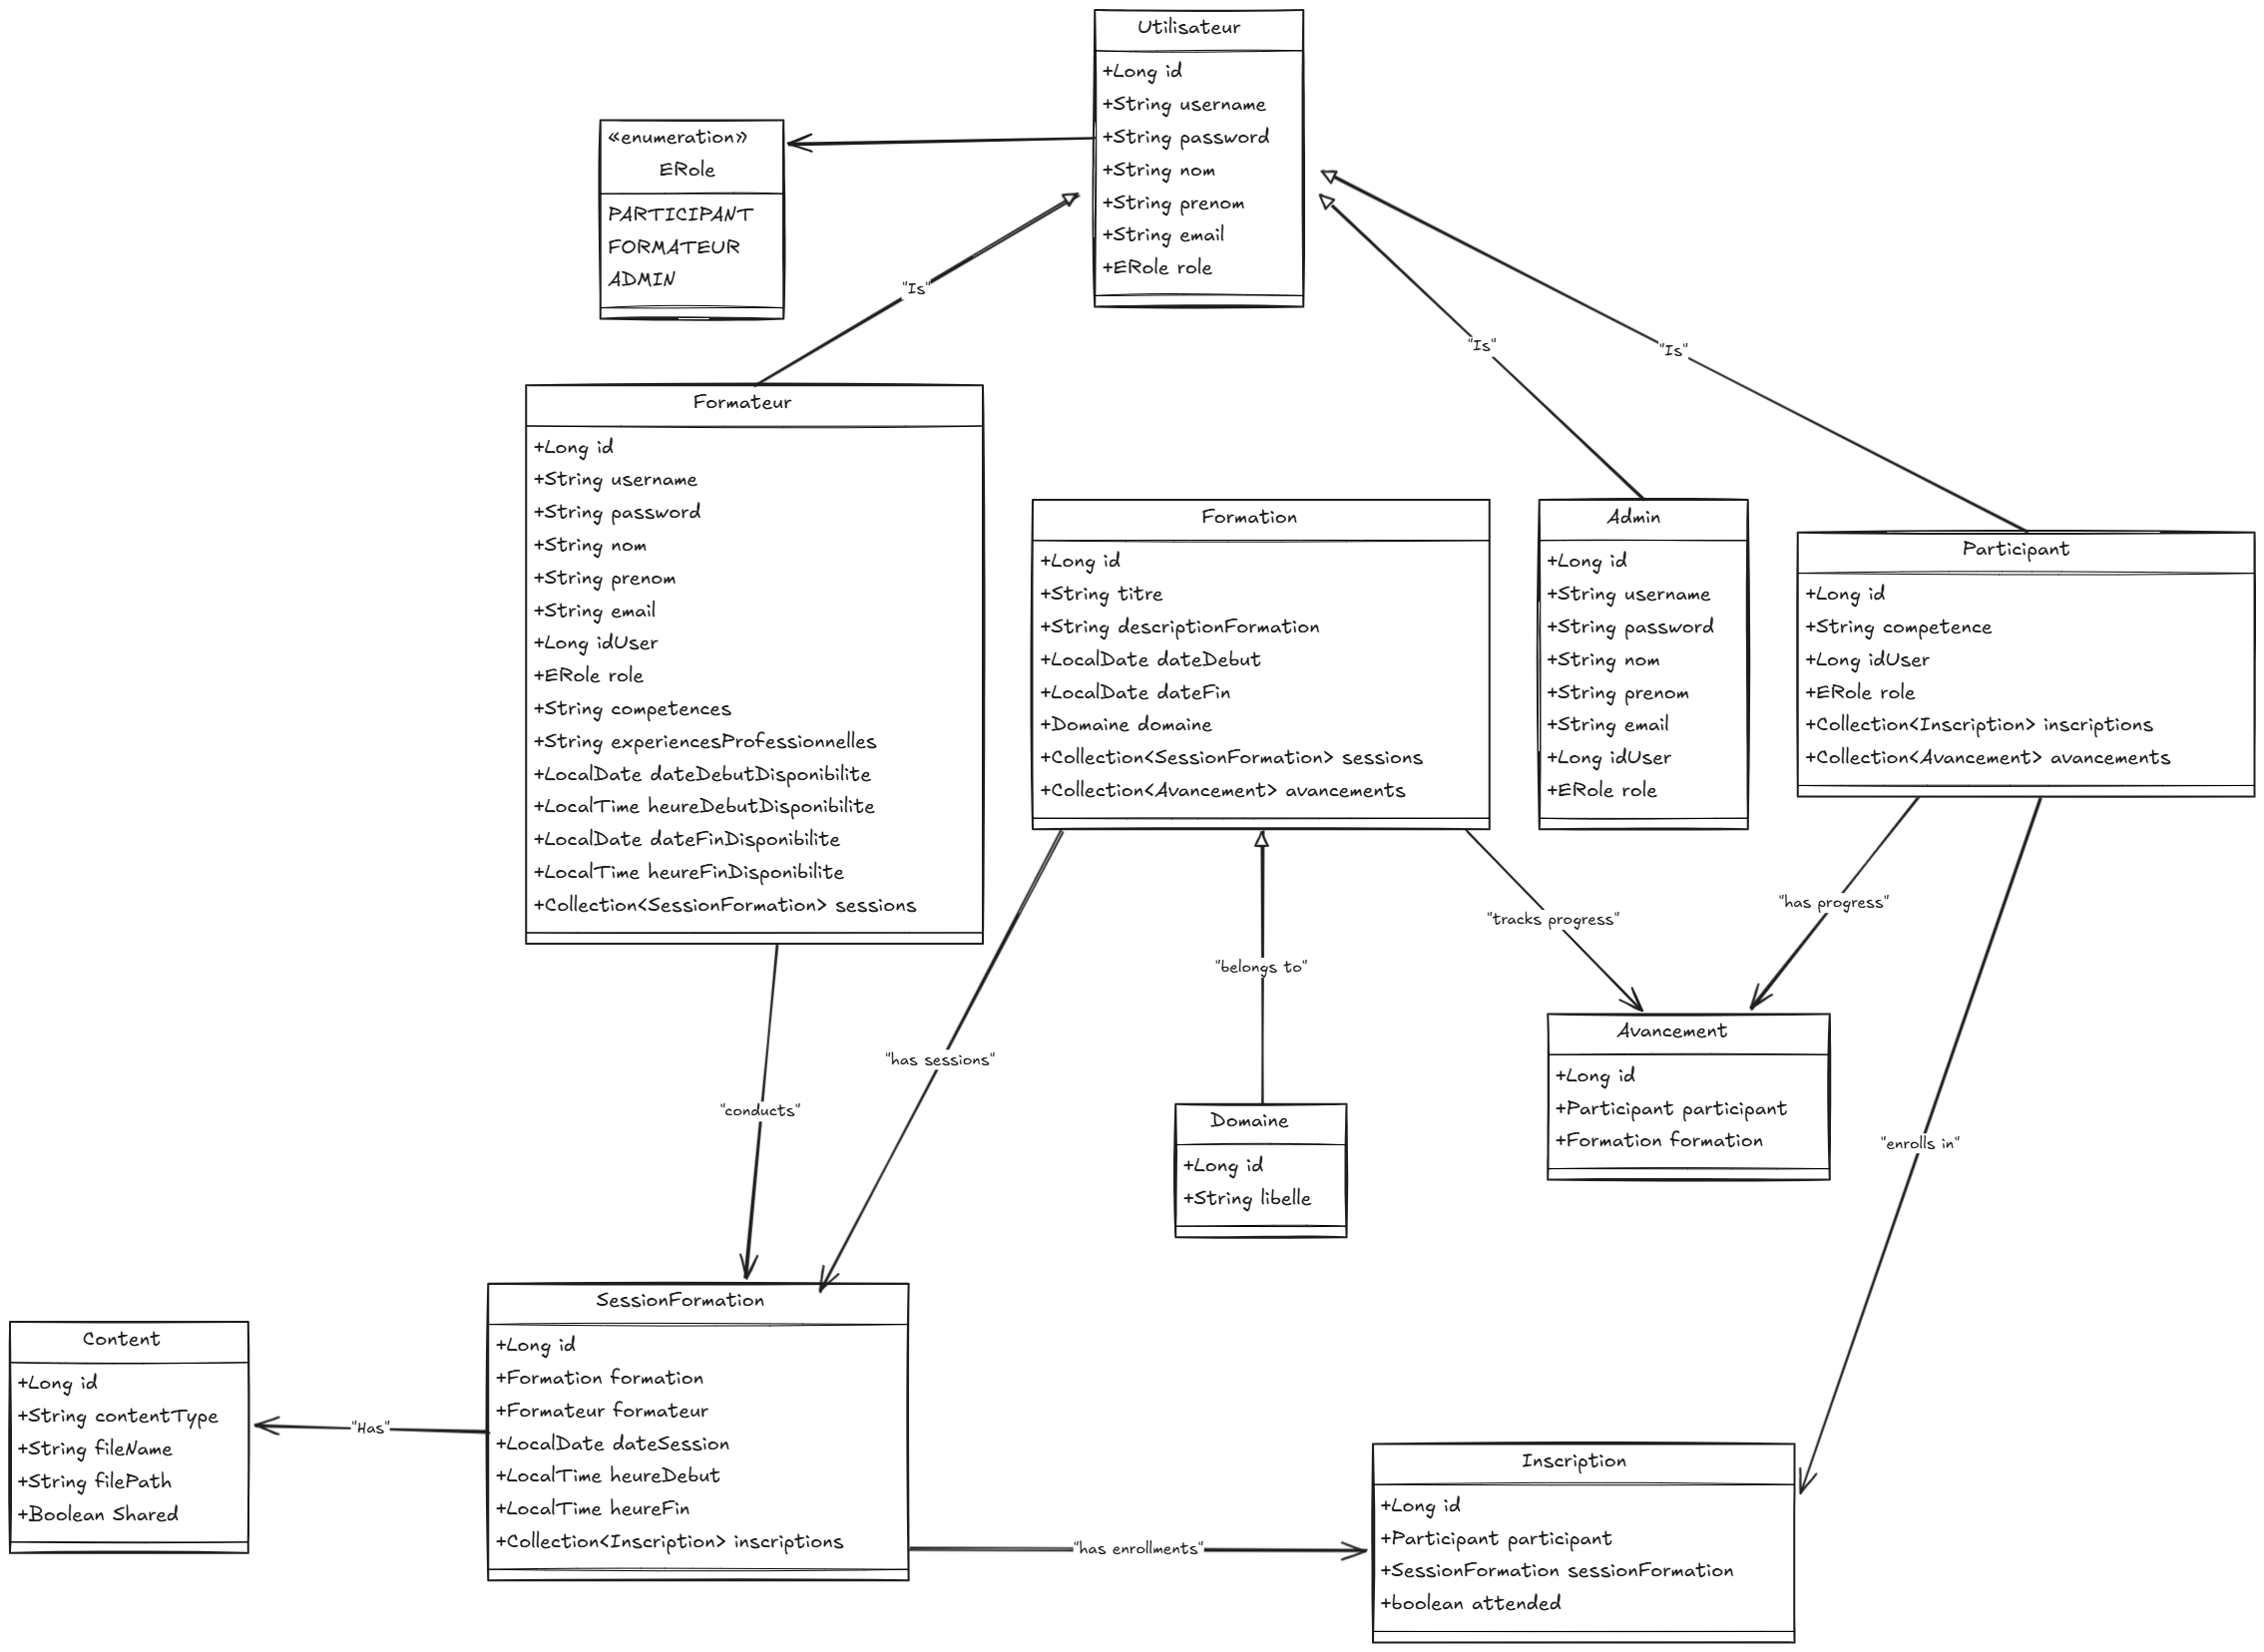 Utilisateur
+Long id
+String username
+String password
+String nom
+String prenom
+String email
+ERole role
«enumeration»
ERole
PARTICIPANT
FORMATEUR
ADMIN
"Is"
"Is"
"Is"
Formateur
+Long id
+String username
+String password
+String nom
+String prenom
+String email
+Long idUser
+ERole role
+String competences
+String experiencesProfessionnelles
+LocalDate dateDebutDisponibilite
+LocalTime heureDebutDisponibilite
+LocalDate dateFinDisponibilite
+LocalTime heureFinDisponibilite
+Collection<SessionFormation> sessions
Formation
+Long id
+String titre
+String descriptionFormation
+LocalDate dateDebut
+LocalDate dateFin
+Domaine domaine
+Collection<SessionFormation> sessions
+Collection<Avancement> avancements
Admin
+Long id
+String username
+String password
+String nom
+String prenom
+String email
+Long idUser
+ERole role
Participant
+Long id
+String competence
+Long idUser
+ERole role
+Collection<Inscription> inscriptions
+Collection<Avancement> avancements
"has progress"
"tracks progress"
"belongs to"
"has sessions"
"conducts"
"enrolls in"
Avancement
+Long id
+Participant participant
+Formation formation
Domaine
+Long id
+String libelle
SessionFormation
+Long id
+Formation formation
+Formateur formateur
+LocalDate dateSession
+LocalTime heureDebut
+LocalTime heureFin
+Collection<Inscription> inscriptions
Content
+Long id
+String contentType
+String fileName
+String filePath
+Boolean Shared
"Has"
"has enrollments"
Inscription
+Long id
+Participant participant
+SessionFormation sessionFormation
+boolean attended